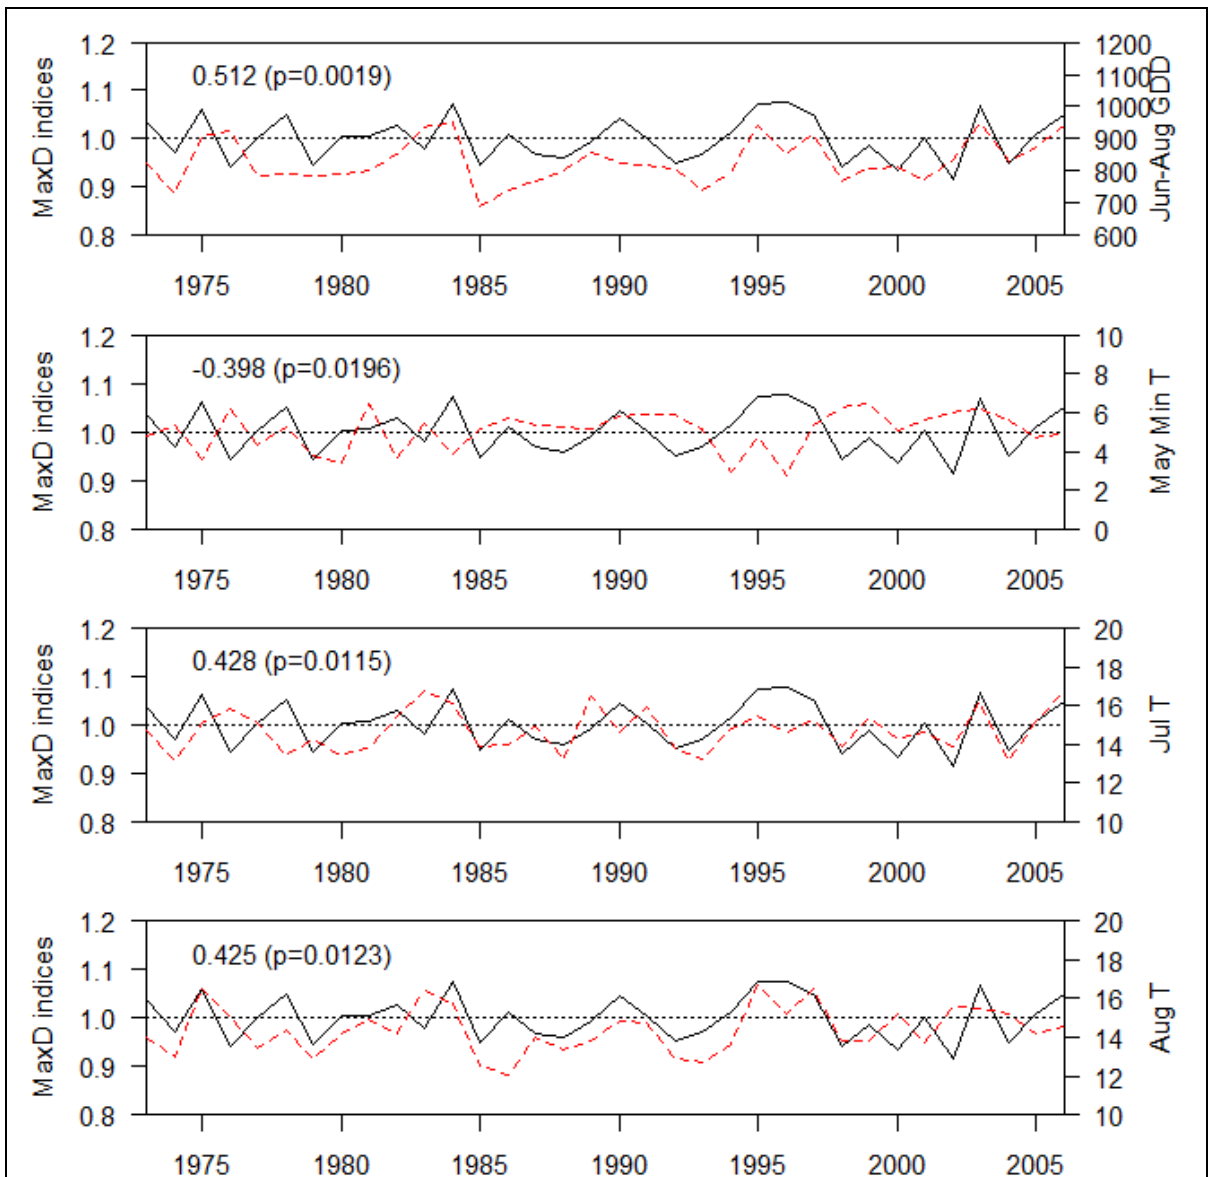 MaxD indices
1.2
1.1
1.0
0.9
0.8
0.512 (p=0.0019)
1200
1100
1000
900
800
700
600
Jun-Aug GDD
1975 1980 1985 1990 1995 2000 2005
MaxD indices
1.2
1.1
1.0
0.9
0.8
-0.398 (p=0.0196)
10
8
6
4
2
0
May Min T
1975 1980 1985 1990 1995 2000 2005
MaxD indices
1.2
1.1
1.0
0.9
0.8
0.428 (p=0.0115)
20
18
16
14
12
10
Jul T
1975 1980 1985 1990 1995 2000 2005
MaxD indices
1.2
1.1
1.0
0.9
0.8
0.425 (p=0.0123)
20
18
16
14
12
10
Aug T
1975 1980 1985 1990 1995 2000 2005